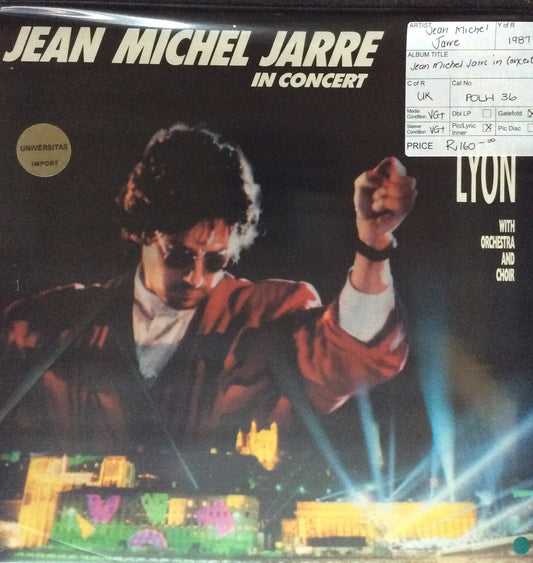 JEAN MICHEL JARRE
IN CONCERT
LYON
WITH
ORCHESTRA
AND
CHOIR
UNIVERSITAS
IMPORT
ARTIST Jean Michel Jarre
Y of R 1987
ALBUM TITLE
Jean Michel Jarre in Concert
C of R UK
Cat No. POLH 36
Media Condition VG+
Dbl LP
Gatefold X
Sleeve Condition VG+
Pic/Lyric Inner X
Pic Disc
PRICE R160-00